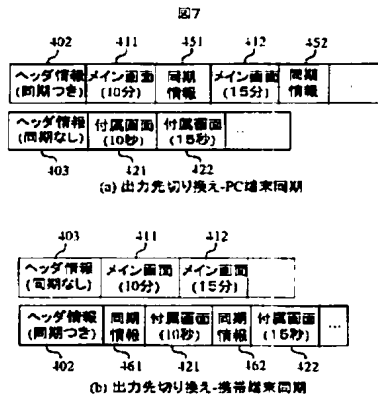 図7
402 411 451 412 452
ヘッダ情報 メイン画面 同期 メイン画面 同期
(同期つき) (10分) 情報 (15分) 情報
ヘッダ情報 付属画面 付属画面 …
(同期なし) (10秒) (15秒)
403 421 422
(a) 出力先切り換え-PC端末同期
403 411 412
ヘッダ情報 メイン画面 メイン画面
(同期なし) (10分) (15分)
ヘッダ情報 同期 付属画面 同期 付属画面 …
(同期つき) 情報 (10秒) 情報 (15秒)
402 461 421 462 422
(b) 出力先切り換え-携帯端末同期